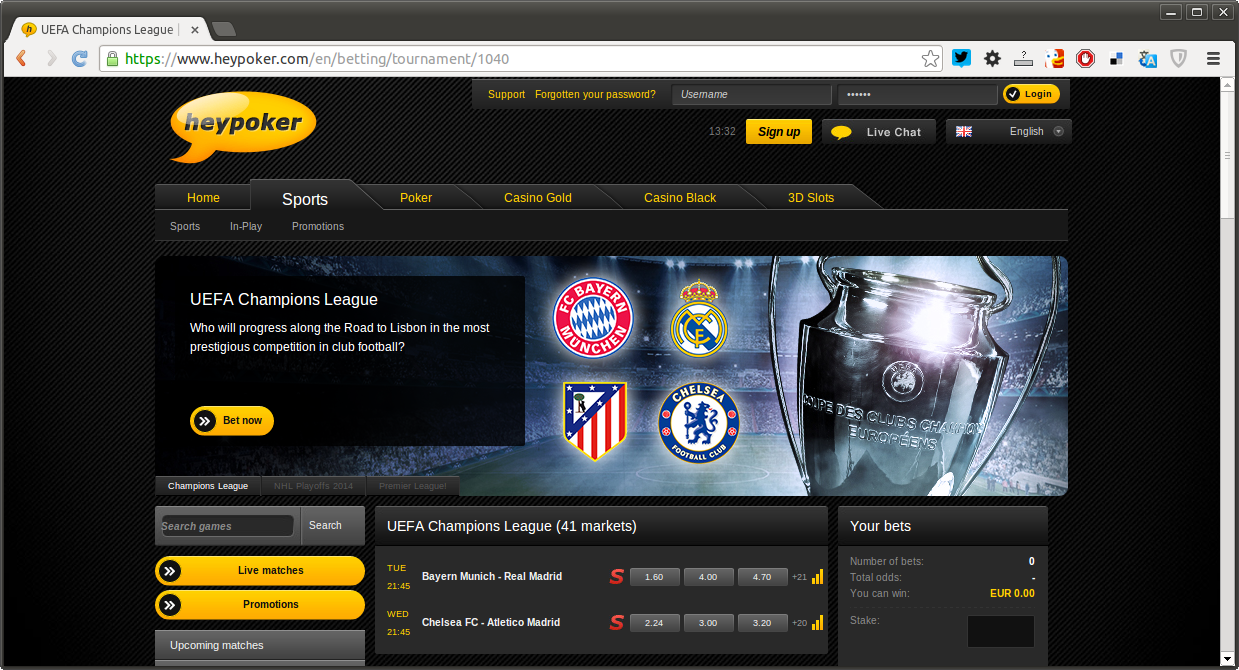 UEFA Champions League
https://www.heypoker.com/en/betting/tournament/1040
Support Forgotten your password? Username •••••• Login
heypoker
13:32 Sign up Live Chat English
Home Sports Poker Casino Gold Casino Black 3D Slots
Sports In-Play Promotions
UEFA Champions League
Who will progress along the Road to Lisbon in the most
prestigious competition in club football?
Bet now
FC BAYERN
MÜNCHEN
CHELSEA
FOOTBALL CLUB
UEFA
COUPE DES CLUBS CHAMPION
EUROPÉENS
Champions League NHL Playoffs 2014 Premier League!
Search games Search
Live matches
Promotions
Upcoming matches
UEFA Champions League (41 markets)
TUE
21:45 Bayern Munich - Real Madrid S 1.60 4.00 4.70 +21
WED
21:45 Chelsea FC - Atletico Madrid S 2.24 3.00 3.20 +20
Your bets
Number of bets: 0
Total odds: -
You can win: EUR 0.00
Stake: